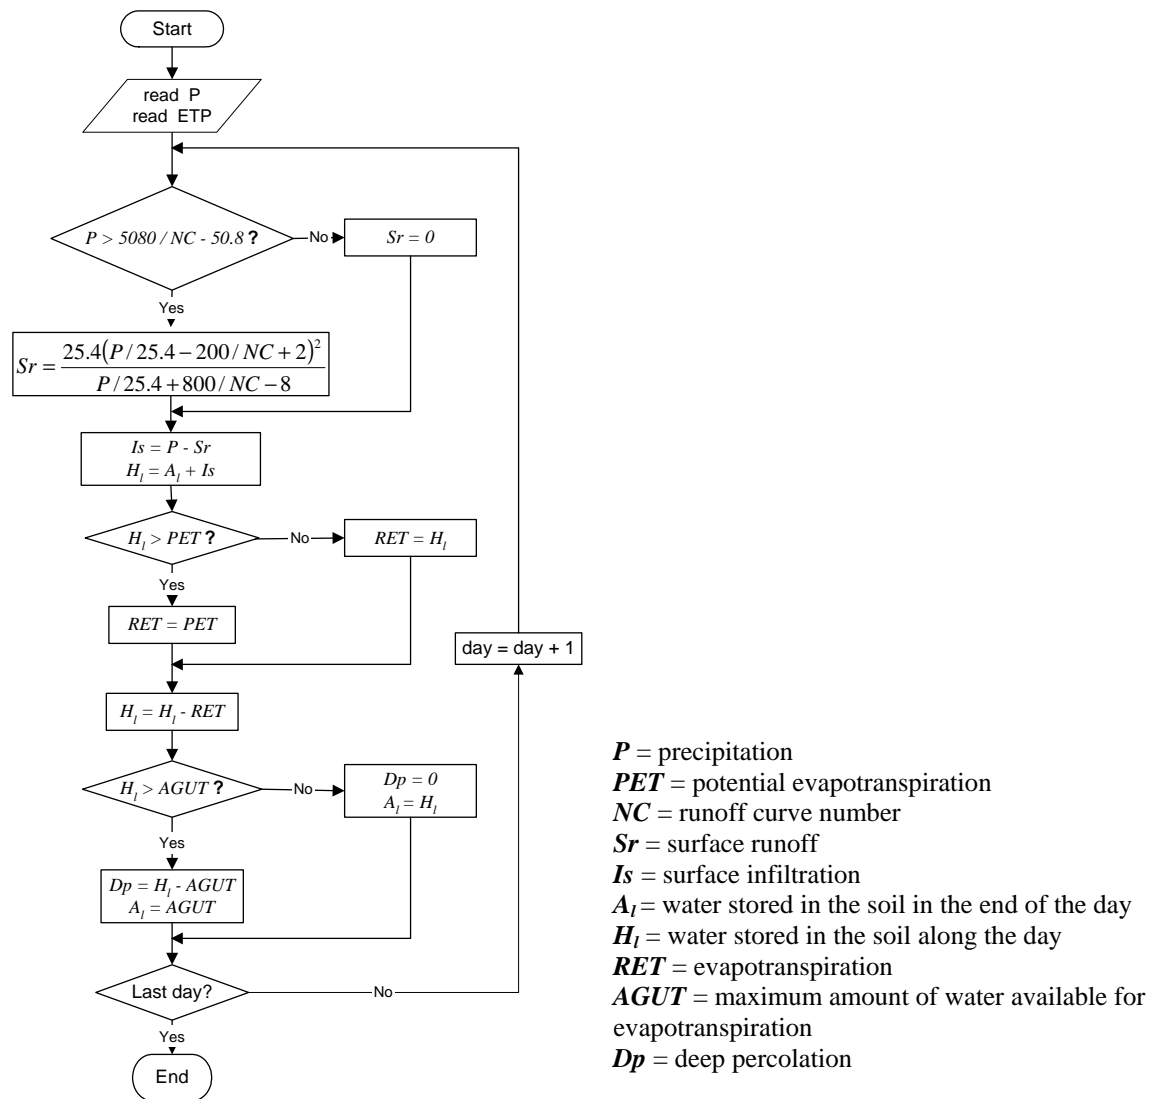 Start
read P
read ETP
P > 5080 / NC - 50.8 ?
No
Sr = 0
Yes
Sr = 25.4(P / 25.4 − 200 / NC + 2)²
P / 25.4 + 800 / NC − 8
Is = P - Sr
Hₗ = Aₗ + Is
Hₗ > PET ?
No
RET = Hₗ
Yes
RET = PET
day = day + 1
Hₗ = Hₗ - RET
Hₗ > AGUT ?
No
Dp = 0
Aₗ = Hₗ
Yes
Dp = Hₗ - AGUT
Aₗ = AGUT
Last day?
No
Yes
End
P = precipitation
PET = potential evapotranspiration
NC = runoff curve number
Sr = surface runoff
Is = surface infiltration
Aₗ = water stored in the soil in the end of the day
Hₗ = water stored in the soil along the day
RET = evapotranspiration
AGUT = maximum amount of water available for
evapotranspiration
Dp = deep percolation